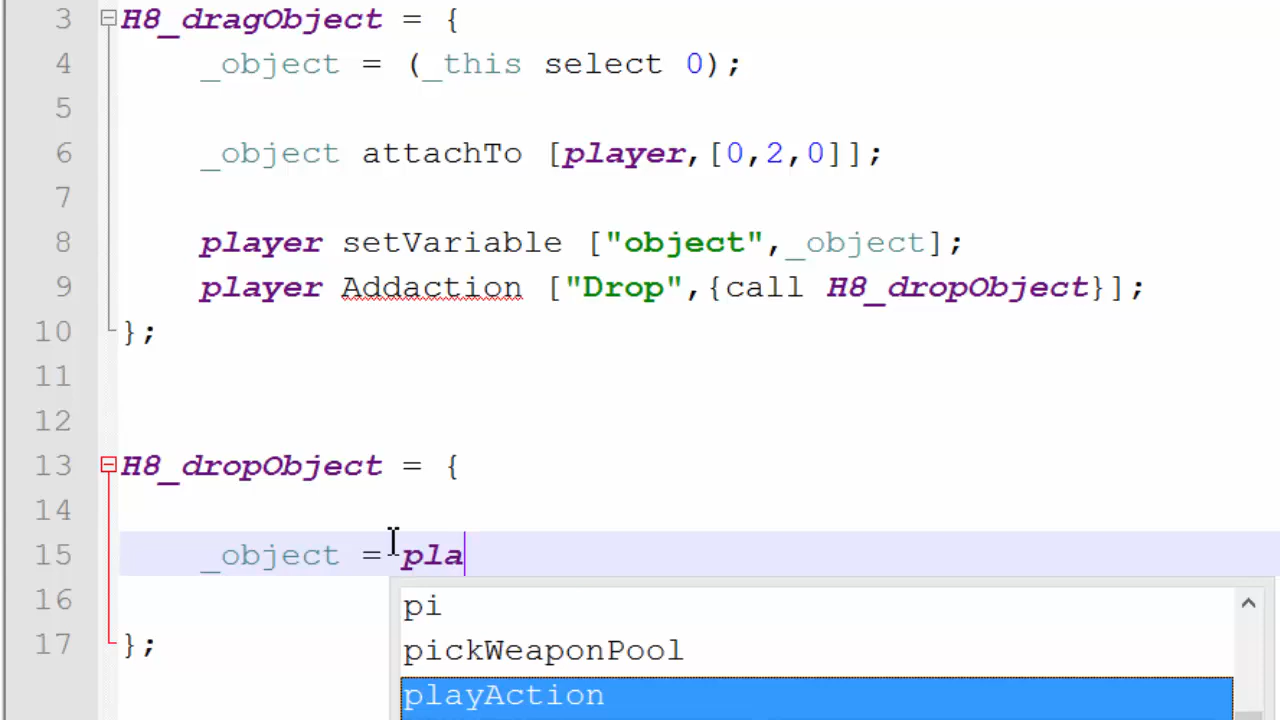 3 H8_dragObject = {
4 _object = (_this select 0);
5
6 _object attachTo [player,[0,2,0]];
7
8 player setVariable ["object",_object];
9 player Addaction ["Drop",{call H8_dropObject}];
10 };
11
12
13 H8_dropObject = {
14
15 _object = pla
16
17 };
pi
pickWeaponPool
playAction